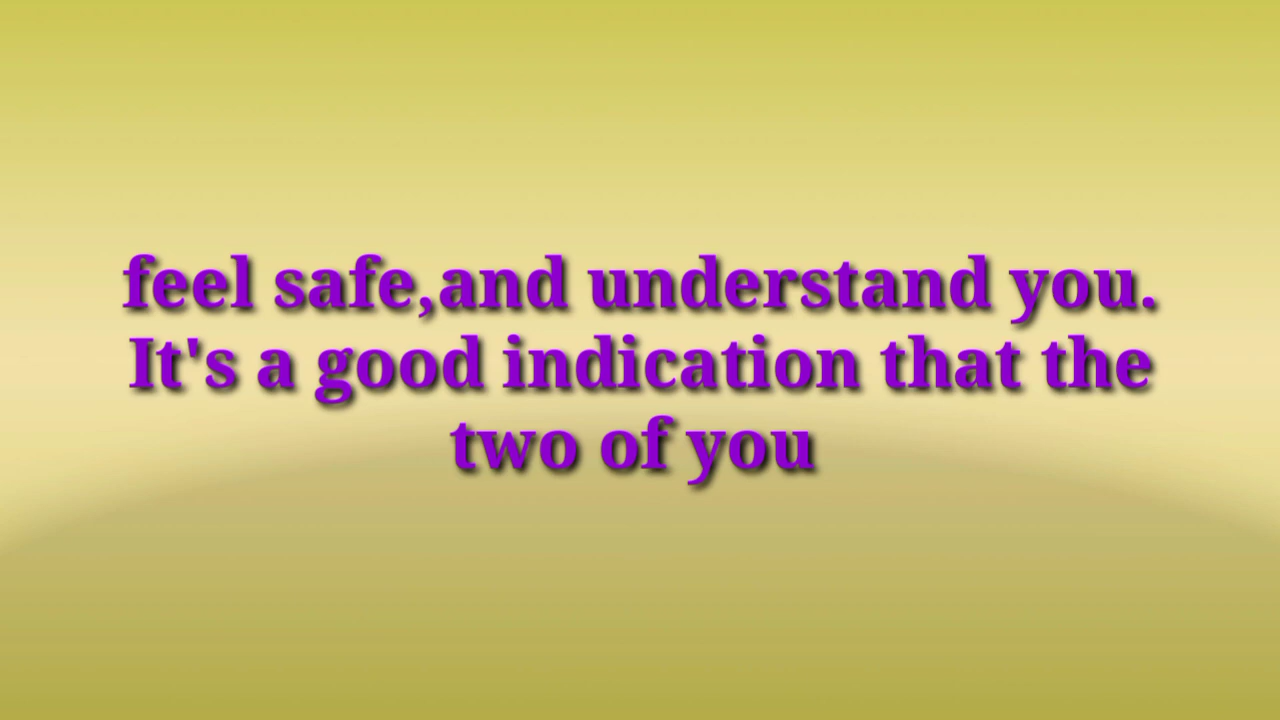 feel safe,and understand you.
It's a good indication that the
two of you